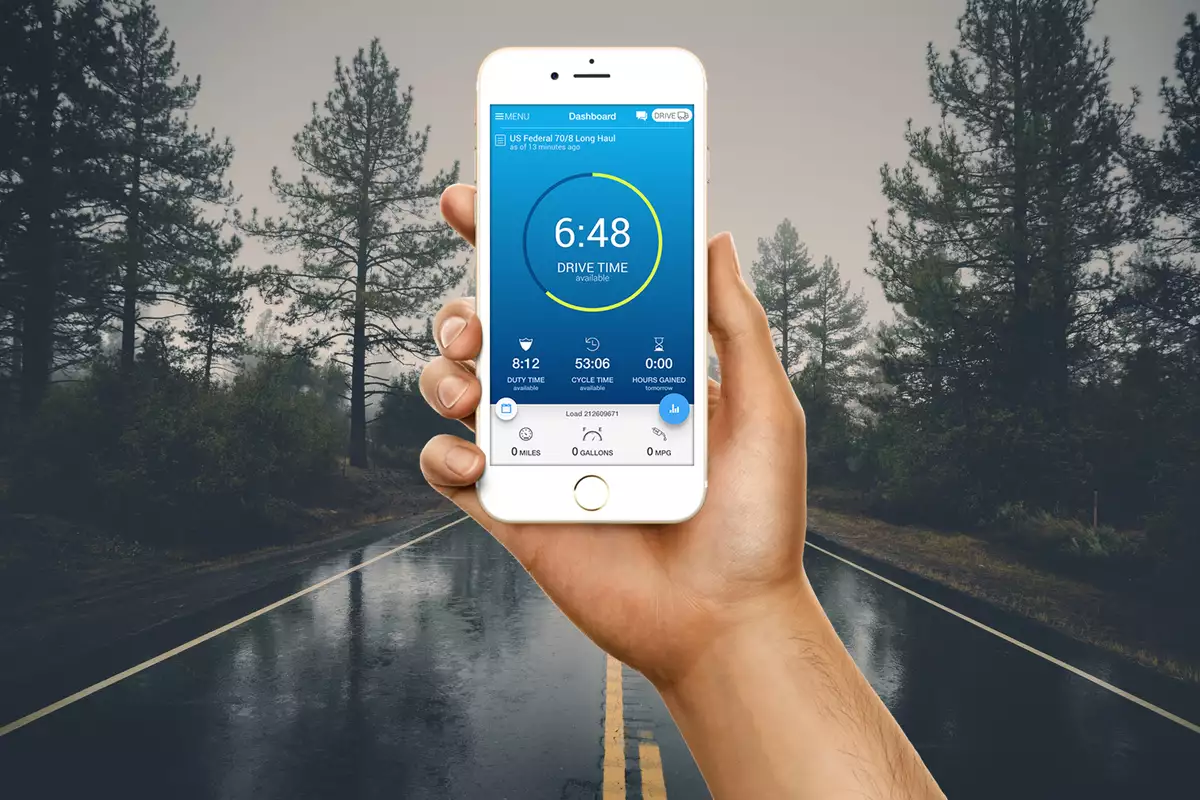 MENU Dashboard DRIVE
US Federal 70/8 Long Haul
as of 13 minutes ago
6:48
DRIVE TIME
available
8:12 53:06 0:00
DUTY TIME CYCLE TIME HOURS GAINED
available available tomorrow
Load 212609671
F E
0 MILES 0 GALLONS 0 MPG